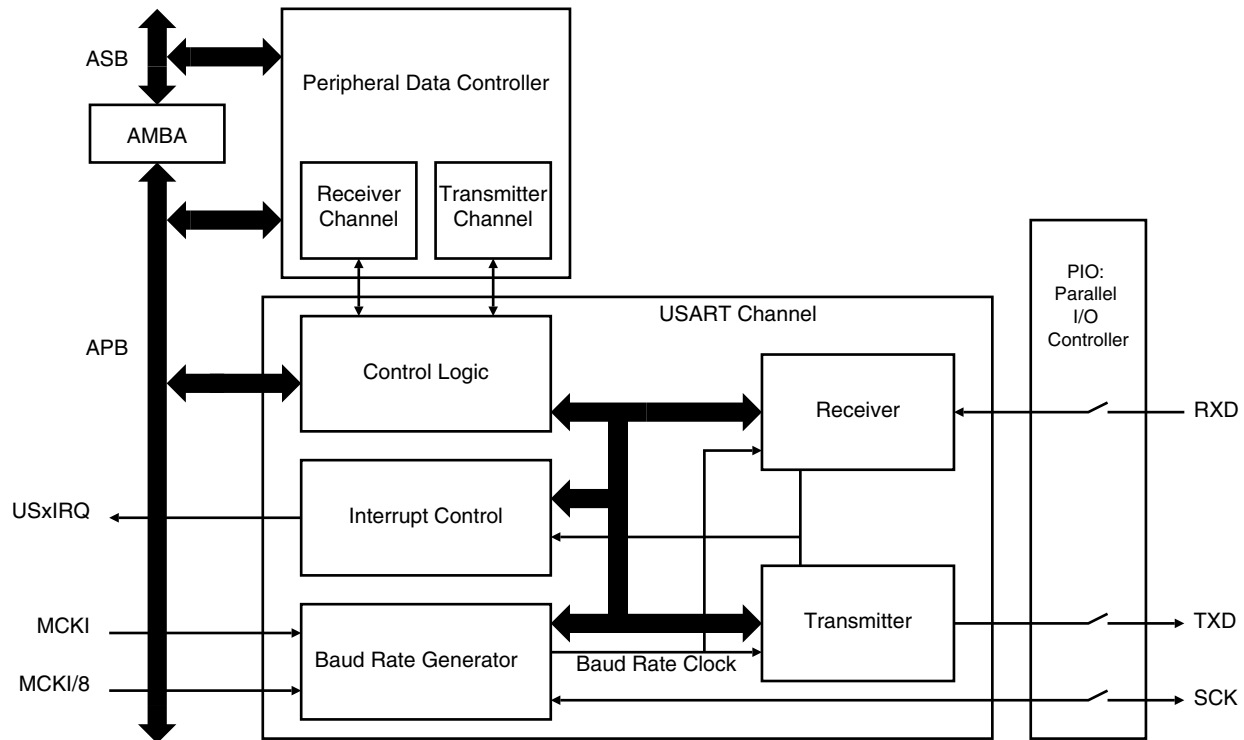 ASB
Peripheral Data Controller
AMBA
Receiver
Channel
Transmitter
Channel
PIO:
Parallel
I/O
Controller
USART Channel
APB
Control Logic
Receiver
RXD
USxIRQ
Interrupt Control
MCKI
Transmitter
TXD
Baud Rate Generator
Baud Rate Clock
MCKI/8
SCK